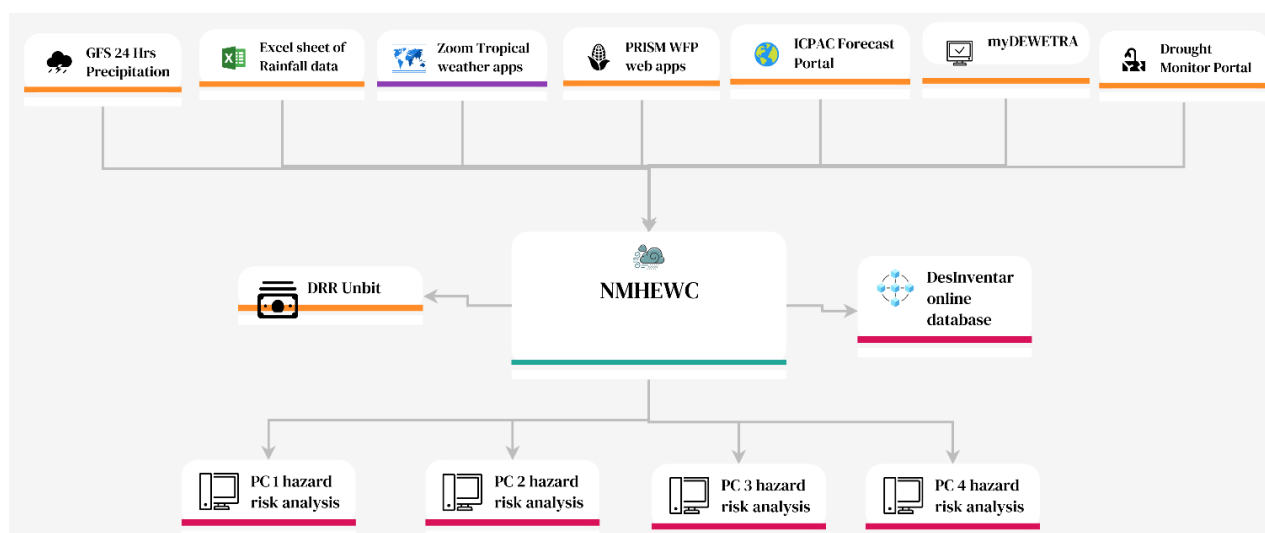 GFS 24 Hrs
Precipitation
Excel sheet of
Rainfall data
Zoom Tropical
weather apps
PRISM WFP
web apps
ICPAC Forecast
Portal
myDEWETRA
Drought
Monitor Portal
NMHEWC
DRR Unbit
DesInventar
online
database
PC 1 hazard
risk analysis
PC 2 hazard
risk analysis
PC 3 hazard
risk analysis
PC 4 hazard
risk analysis